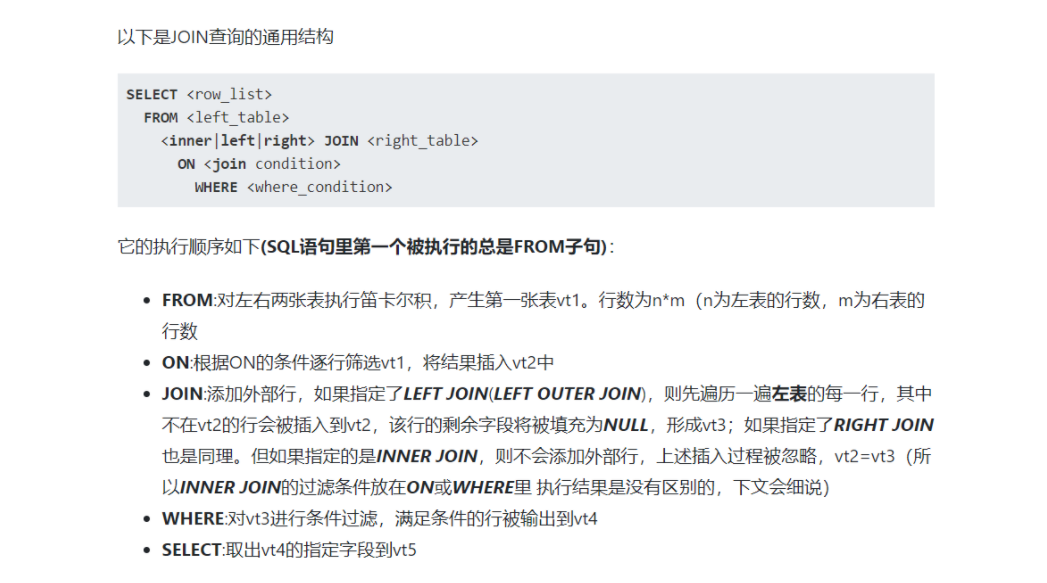 以下是JOIN查询的通用结构
SELECT <row_list>
FROM <left_table>
<inner|left|right> JOIN <right_table>
ON <join condition>
WHERE <where_condition>
它的执行顺序如下(SQL语句里第一个被执行的总是FROM子句)：
• FROM:对左右两张表执行笛卡尔积，产生第一张表vt1。行数为n*m（n为左表的行数，m为右表的
行数
• ON:根据ON的条件逐行筛选vt1，将结果插入vt2中
• JOIN:添加外部行，如果指定了LEFT JOIN(LEFT OUTER JOIN)，则先遍历一遍左表的每一行，其中
不在vt2的行会被插入到vt2，该行的剩余字段将被填充为NULL，形成vt3；如果指定了RIGHT JOIN
也是同理。但如果指定的是INNER JOIN，则不会添加外部行，上述插入过程被忽略，vt2=vt3（所
以INNER JOIN的过滤条件放在ON或WHERE里 执行结果是没有区别的，下文会细说）
• WHERE:对vt3进行条件过滤，满足条件的行被输出到vt4
• SELECT:取出vt4的指定字段到vt5